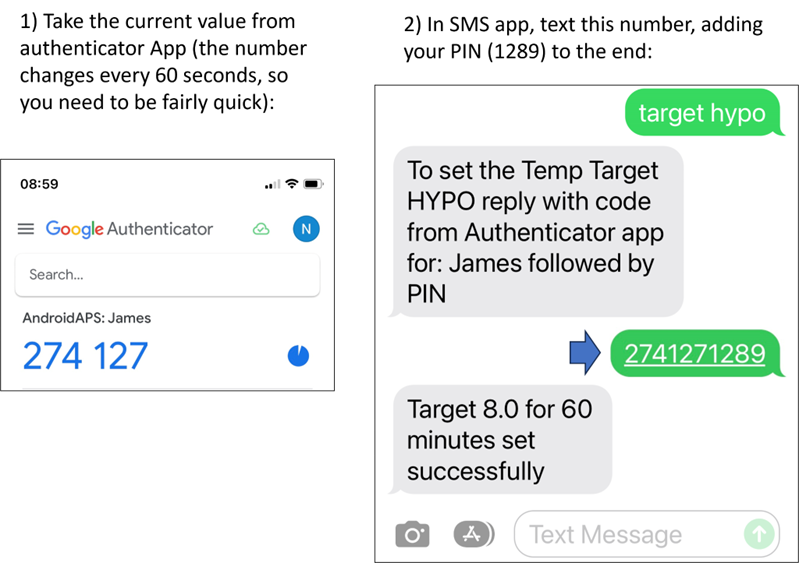 1) Take the current value from
authenticator App (the number
changes every 60 seconds, so
you need to be fairly quick):
08:59
Google Authenticator
N
Search...
AndroidAPS: James
274 127
2) In SMS app, text this number, adding
your PIN (1289) to the end:
target hypo
To set the Temp Target
HYPO reply with code
from Authenticator app
for: James followed by
PIN
2741271289
Target 8.0 for 60
minutes set
successfully
Text Message